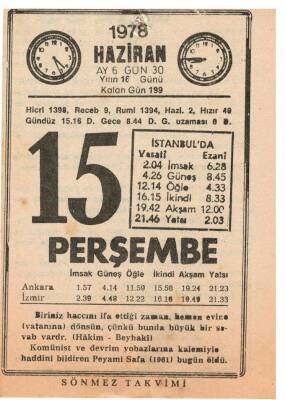 1978
HAZİRAN
AY 6 GÜN 30
Yılın 16 Günü
Kalan Gün 199
Hicri 1398, Receb 9, Rumi 1394, Hazi. 2, Hızır 49
Gündüz 15.16 D. Gece 8.44 D. G. uzaması 0 D.
15
İSTANBUL'DA
Vasati Ezani
2.04 İmsak 6.28
4.26 Güneş 8.45
12.14 Öğle 4.33
16.15 İkindi 8.33
19.42 Akşam 12.00
21.46 Yatsı 2.03
PERŞEMBE
İmsak Güneş Öğle İkindi Akşam Yatsı
Ankara 1.57 4.14 11.59 15.58 19.24 21.23
İzmir 2.39 4.48 12.22 16.16 19.49 21.33
Biriniz haccını ifa ettiği zaman, hemen evine
(vatanına) dönsün, çünkü bunda büyük bir se-
vab vardr. (Hâkim - Beyhaki)
Komünist ve devrim yobazlarına kalemiyle
haddini bildiren Peyami Safa (1961) bugün öldü.
SÖNMEZ TAKVİMİ